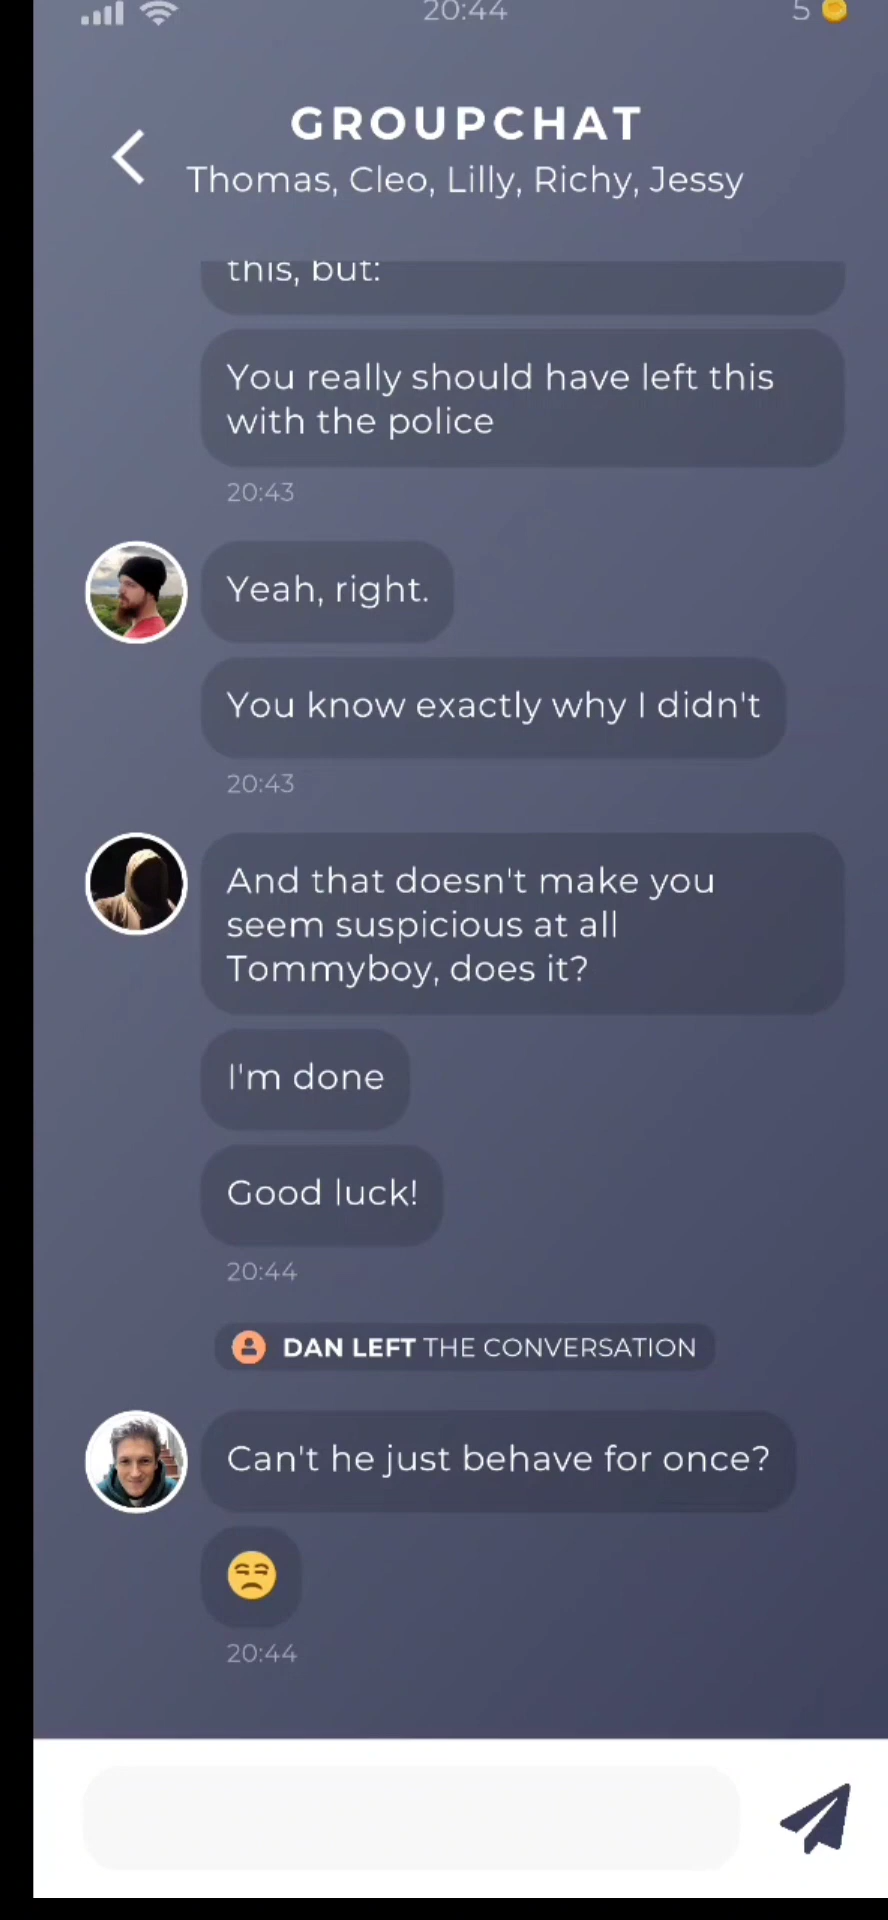 20:44
5
GROUPCHAT
Thomas, Cleo, Lilly, Richy, Jessy
this, but:
You really should have left this
with the police
20:43
Yeah, right.
You know exactly why I didn't
20:43
And that doesn't make you
seem suspicious at all
Tommyboy, does it?
I'm done
Good luck!
20:44
DAN LEFT THE CONVERSATION
Can't he just behave for once?
😒
20:44